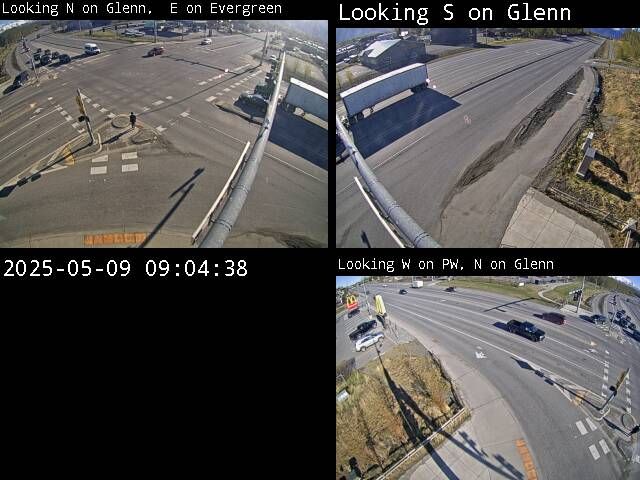 Looking N on Glenn,  E on Evergreen
Looking S on Glenn
2025-05-09 09:04:38
Looking W on PW, N on Glenn